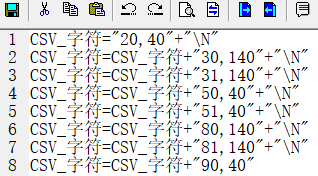 1 CSV_字符="20,40"+"\N"
2 CSV_字符=CSV_字符+"30,140"+"\N"
3 CSV_字符=CSV_字符+"31,140"+"\N"
4 CSV_字符=CSV_字符+"50,40"+"\N"
5 CSV_字符=CSV_字符+"51,40"+"\N"
6 CSV_字符=CSV_字符+"80,140"+"\N"
7 CSV_字符=CSV_字符+"81,140"+"\N"
8 CSV_字符=CSV_字符+"90,40"